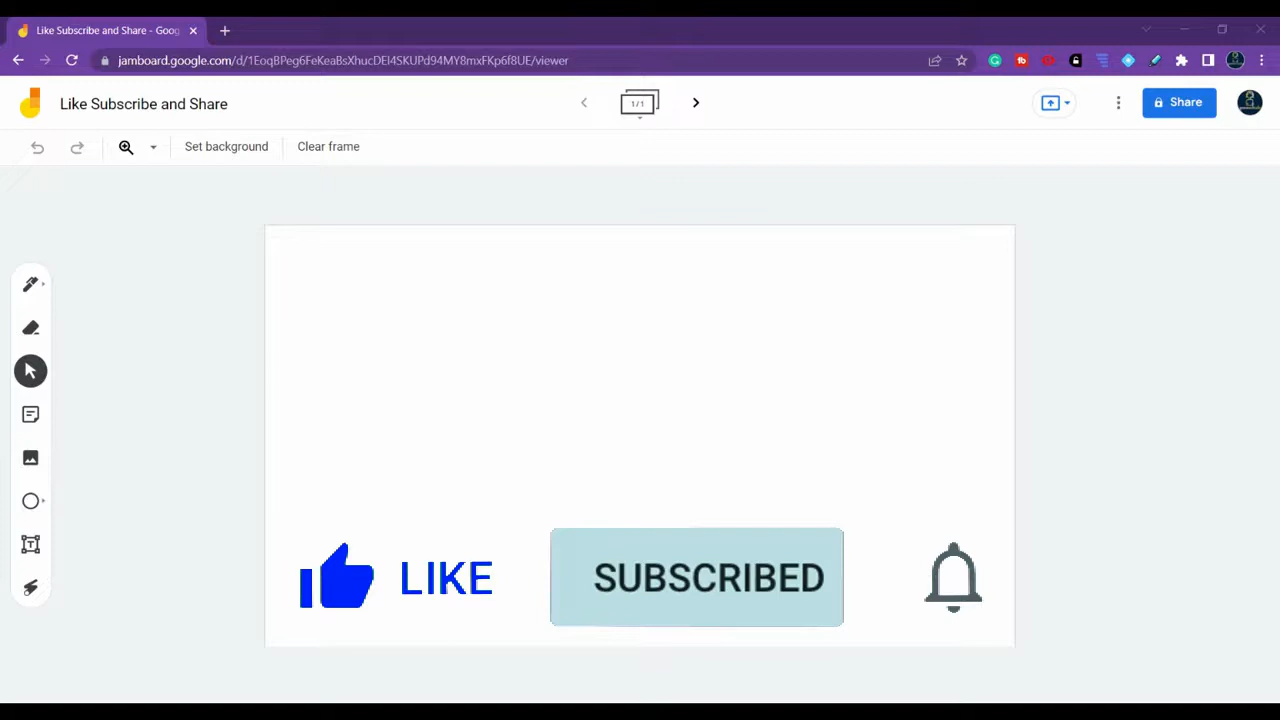 Like Subscribe and Share - Goog
jamboard.google.com/d/1EoqBPeg6FeKeaBsXhucDEI4SKUPd94MY8mxFKp6f8UE/viewer
Like Subscribe and Share
1/1
Share
Set background
Clear frame
LIKE
SUBSCRIBED